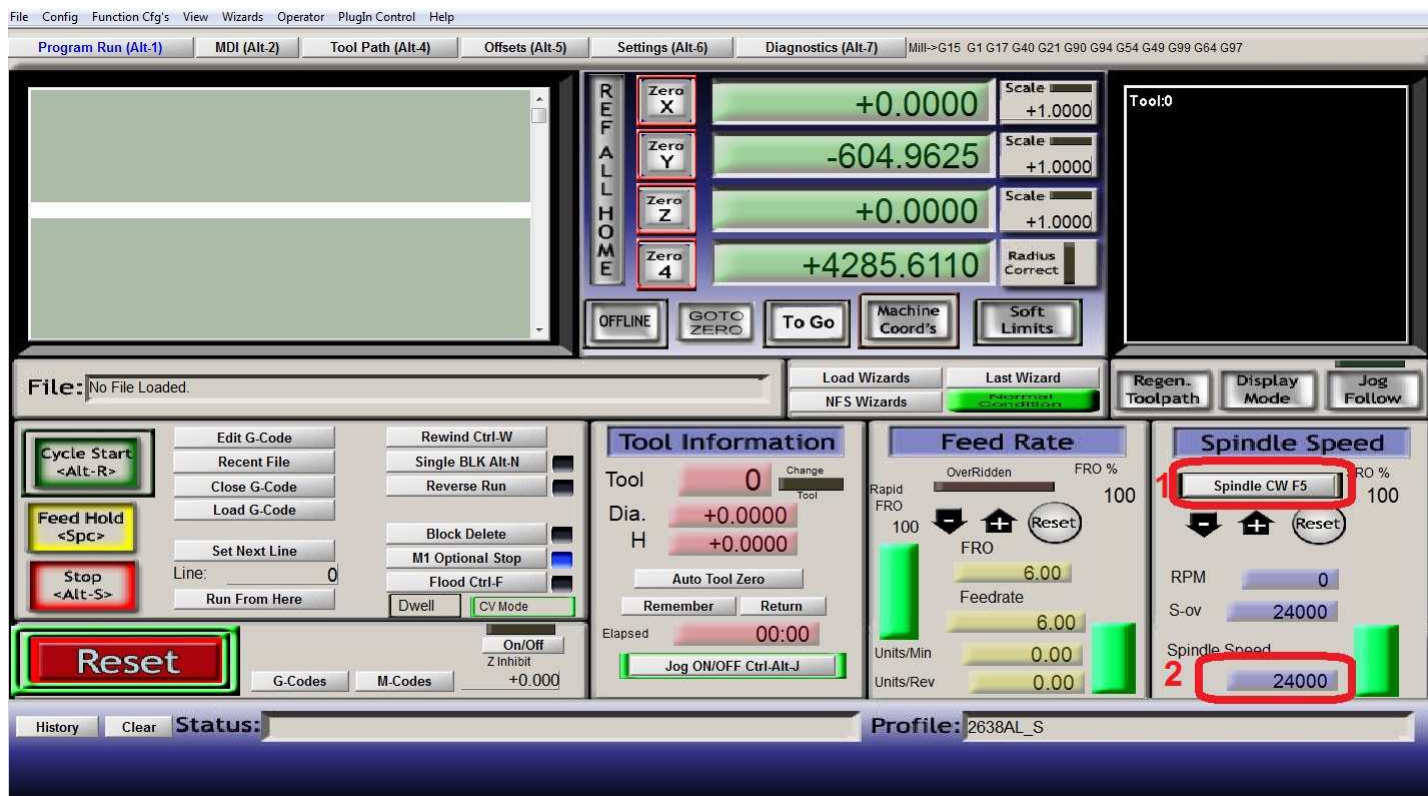 File Config Function Cfg's View Wizards Operator PlugIn Control Help
Program Run (Alt-1) MDI (Alt-2) Tool Path (Alt-4) Offsets (Alt-5) Settings (Alt-6) Diagnostics (Alt-7) Mill->G15 G1 G17 G40 G21 G90 G94 G54 G49 G99 G64 G97
REF ALL HOME
Zero X +0.0000 Scale +1.0000
Zero Y -604.9625 Scale +1.0000
Zero Z +0.0000 Scale +1.0000
Zero 4 +4285.6110 Radius Correct
OFFLINE GOTO ZERO To Go Machine Coord's Soft Limits
Tool:0
File: No File Loaded.
Load Wizards Last Wizard
NFS Wizards Normal Condition
Regen. Toolpath Display Mode Jog Follow
Cycle Start
<Alt-R>
Feed Hold
<Spc>
Stop
<Alt-S>
Edit G-Code
Recent File
Close G-Code
Load G-Code
Set Next Line
Line: 0
Run From Here
Rewind Ctrl-W
Single BLK Alt-N
Reverse Run
Block Delete
M1 Optional Stop
Flood Ctrl-F
Dwell CV Mode
Reset
G-Codes M-Codes
On/Off
Z Inhibit
+0.000
Tool Information
Tool 0 Change Tool
Dia. +0.0000
H +0.0000
Auto Tool Zero
Remember Return
Elapsed 00:00
Jog ON/OFF Ctrl-Alt-J
Feed Rate
OverRidden FRO %
100
Rapid
FRO
100
Reset
FRO
6.00
Feedrate
6.00
Units/Min 0.00
Units/Rev 0.00
Spindle Speed
1 Spindle CW F5
RO %
100
Reset
RPM 0
S-ov 24000
Spindle Speed
2 24000
History Clear Status:
Profile: 2638AL_S